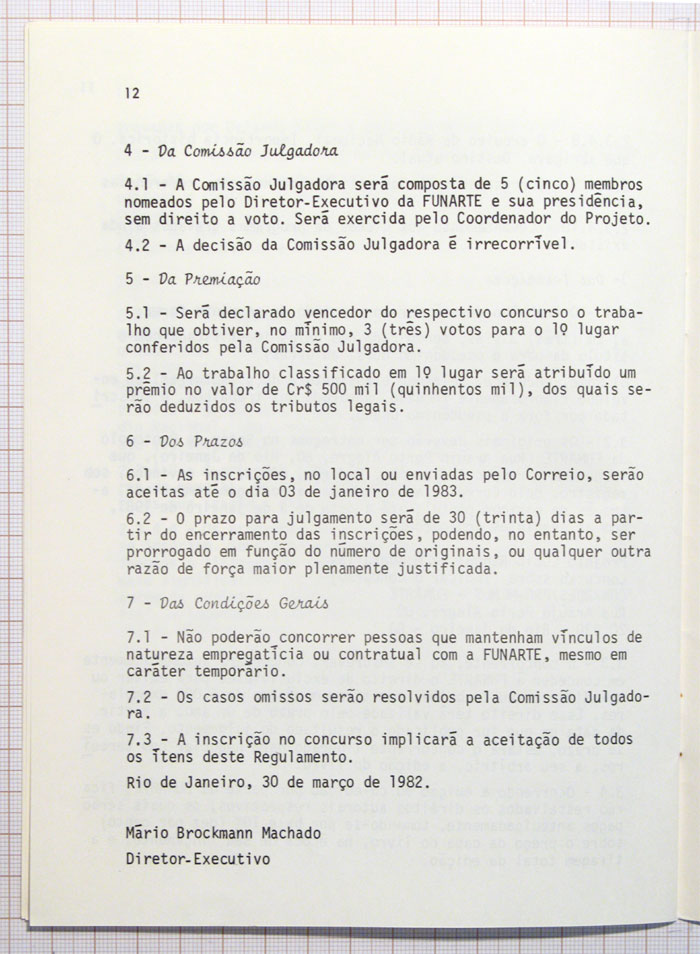 12
4 - Da Comissão Julgadora
4.1 - A Comissão Julgadora será composta de 5 (cinco) membros
nomeados pelo Diretor-Executivo da FUNARTE e sua presidência,
sem direito a voto. Será exercida pelo Coordenador do Projeto.
4.2 - A decisão da Comissão Julgadora é irrecorrível.
5 - Da Premiação
5.1 - Será declarado vencedor do respectivo concurso o traba-
lho que obtiver, no mínimo, 3 (três) votos para o 1º lugar
conferidos pela Comissão Julgadora.
5.2 - Ao trabalho classificado em 1º lugar será atribuído um
prêmio no valor de Cr$ 500 mil (quinhentos mil), dos quais se-
rão deduzidos os tributos legais.
6 - Dos Prazos
6.1 - As inscrições, no local ou enviadas pelo Correio, serão
aceitas até o dia 03 de janeiro de 1983.
6.2 - O prazo para julgamento será de 30 (trinta) dias a par-
tir do encerramento das inscrições, podendo, no entanto, ser
prorrogado em função do número de originais, ou qualquer outra
razão de força maior plenamente justificada.
7 - Das Condições Gerais
7.1 - Não poderão concorrer pessoas que mantenham vínculos de
natureza empregatícia ou contratual com a FUNARTE, mesmo em
caráter temporário.
7.2 - Os casos omissos serão resolvidos pela Comissão Julgado-
ra.
7.3 - A inscrição no concurso implicará a aceitação de todos
os ítens deste Regulamento.
Rio de Janeiro, 30 de março de 1982.
Mário Brockmann Machado
Diretor-Executivo